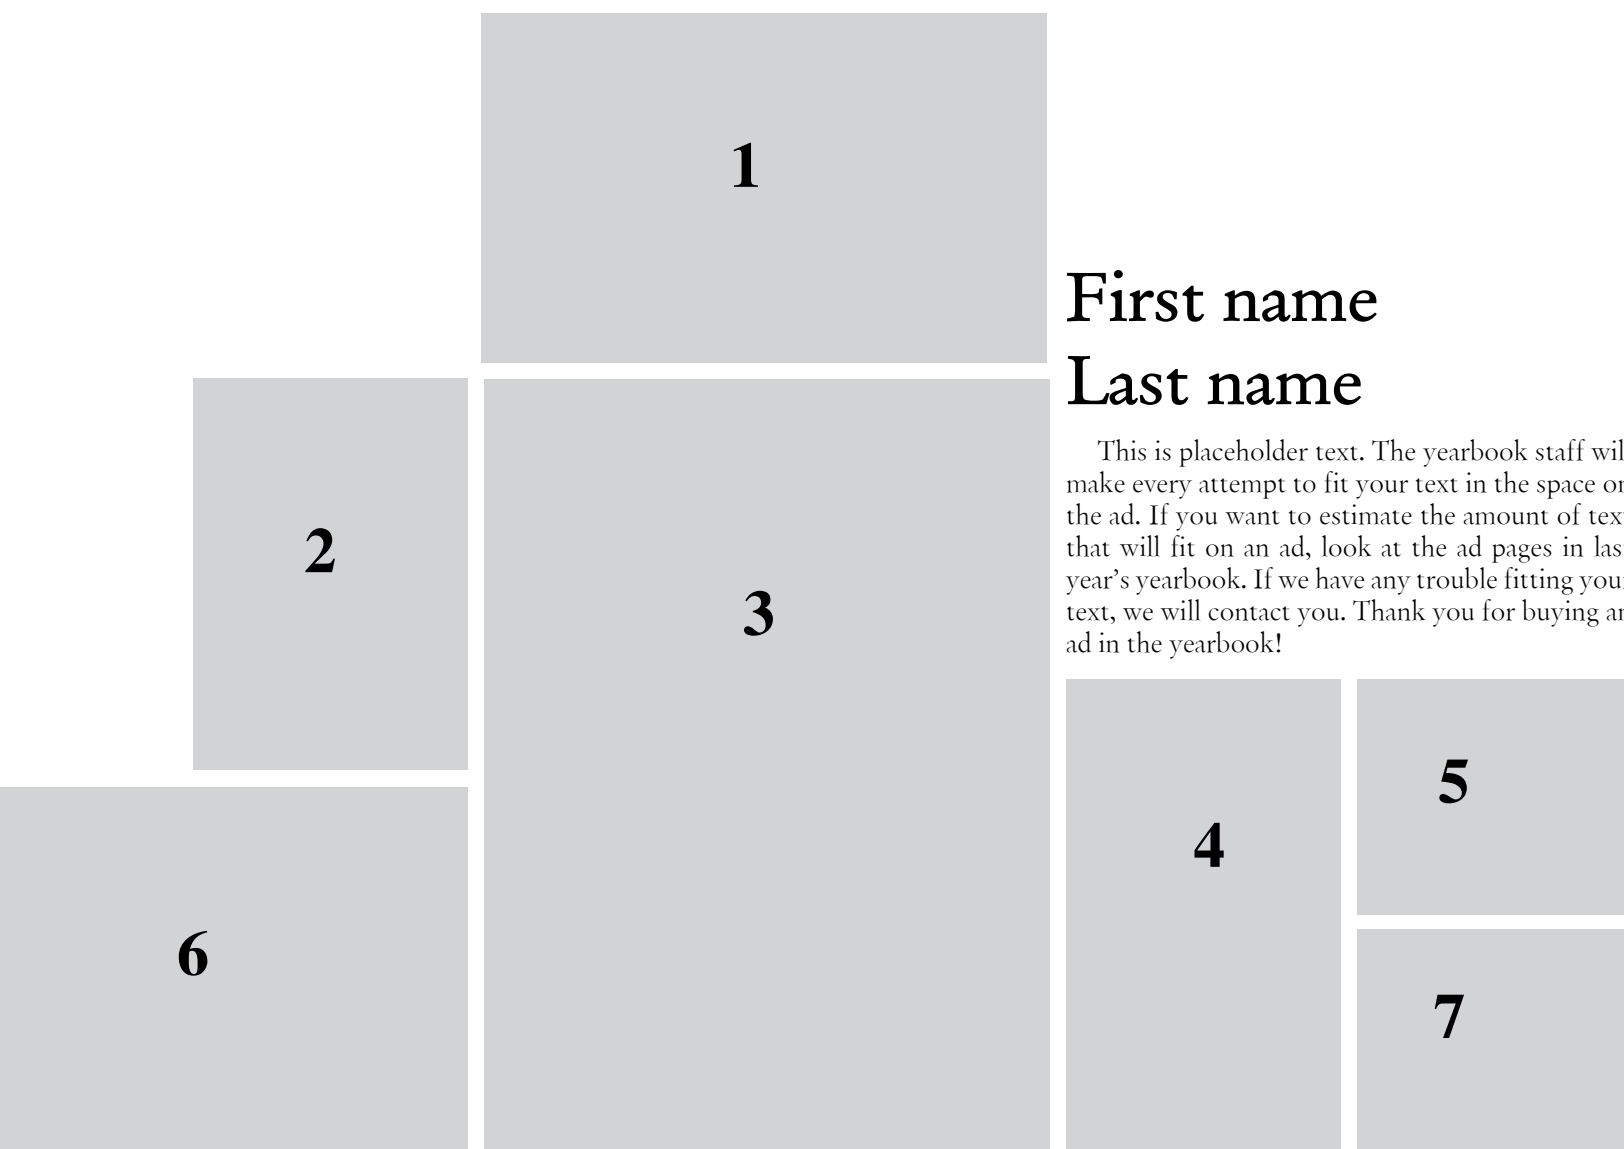 1
First name
Last name
This is placeholder text. The yearbook staff wil
make every attempt to fit your text in the space or
the ad. If you want to estimate the amount of tex
that will fit on an ad, look at the ad pages in las
year's yearbook. If we have any trouble fitting you
text, we will contact you. Thank you for buying ar
ad in the yearbook!
2
3
4
5
6
7